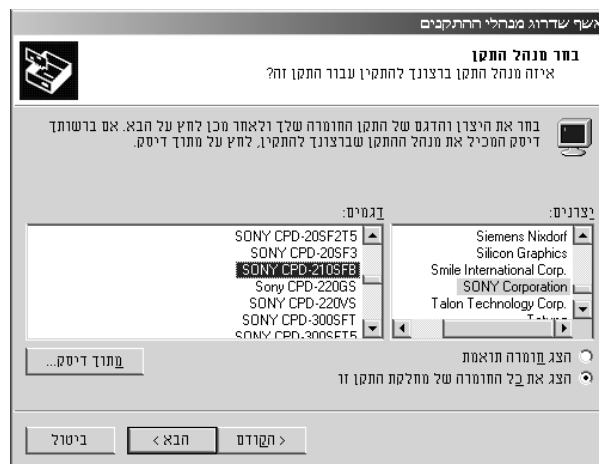 אשף שדרוג מנהלי ההתקנים
בחר מנהל התקן
איזה מנהל התקן ברצונך להתקין עבור התקן זה?
בחר את היצרן והדגם של התקן החומרה שלך ולאחר מכן לחץ על הבא. אם ברשותך
דיסק המכיל את מנהל ההתקן שברצונך להתקין, לחץ על מתוך דיסק.
יצרנים:
Siemens Nixdorf
Silicon Graphics
Smile International Corp.
SONY Corporation
Talon Technology Corp.
דגמים:
SONY CPD-20SF2T5
SONY CPD-20SF3
SONY CPD-210SFB
Sony CPD-220GS
SONY CPD-220VS
SONY CPD-300SFT
SONY CPD-300SFT5
הצג חומרה תואמת
הצג את כל החומרה של מחלקת התקן זו
מתוך דיסק...
< הקודם
הבא >
ביטול